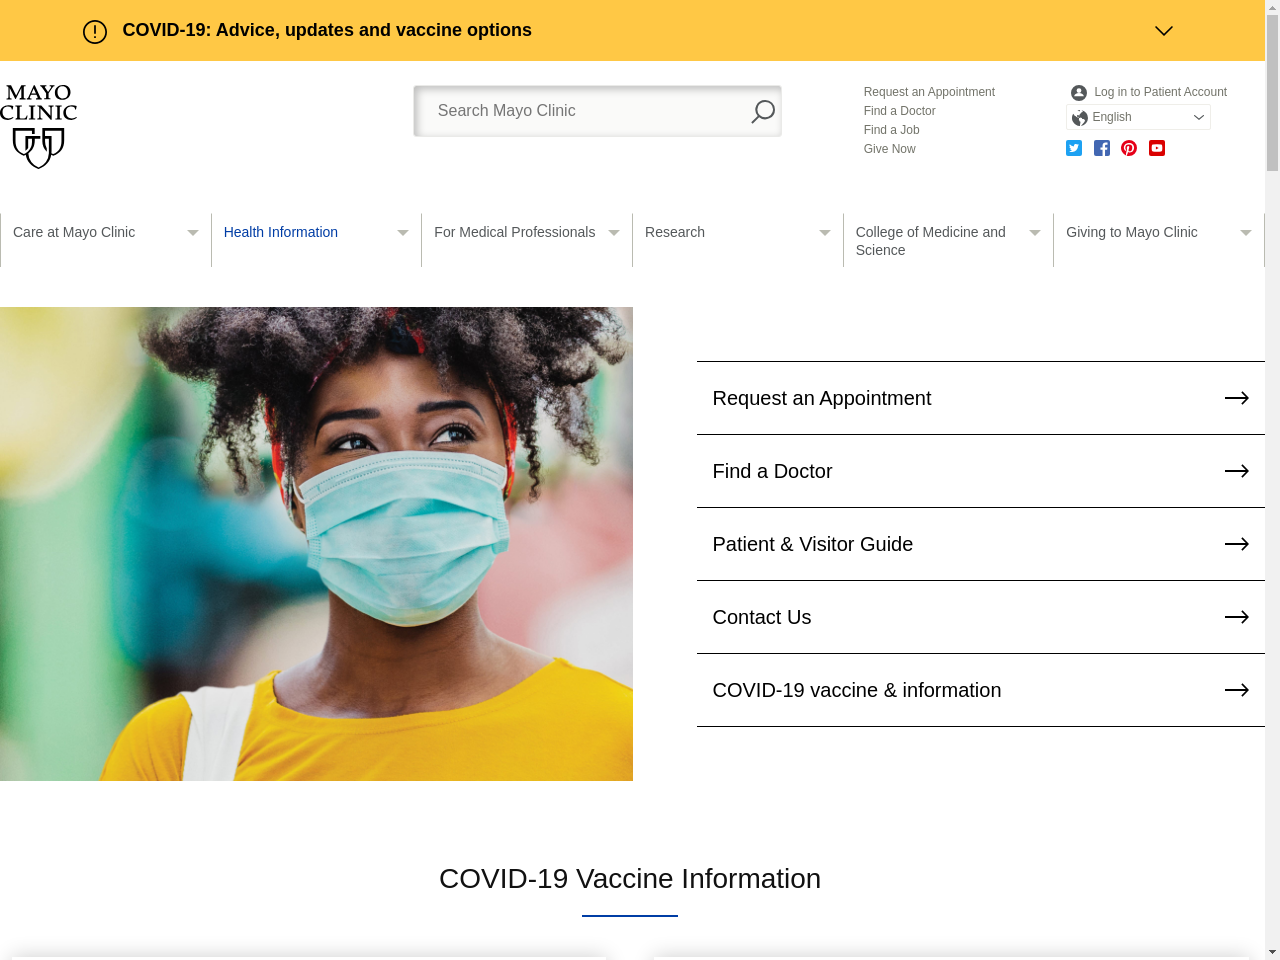 COVID-19: Advice, updates and vaccine options
MAYO
CLINIC
Search Mayo Clinic
Request an Appointment
Find a Doctor
Find a Job
Give Now
Log in to Patient Account
English
Care at Mayo Clinic
Health Information
For Medical Professionals
Research
College of Medicine and
Science
Giving to Mayo Clinic
Request an Appointment
Find a Doctor
Patient & Visitor Guide
Contact Us
COVID-19 vaccine & information
COVID-19 Vaccine Information